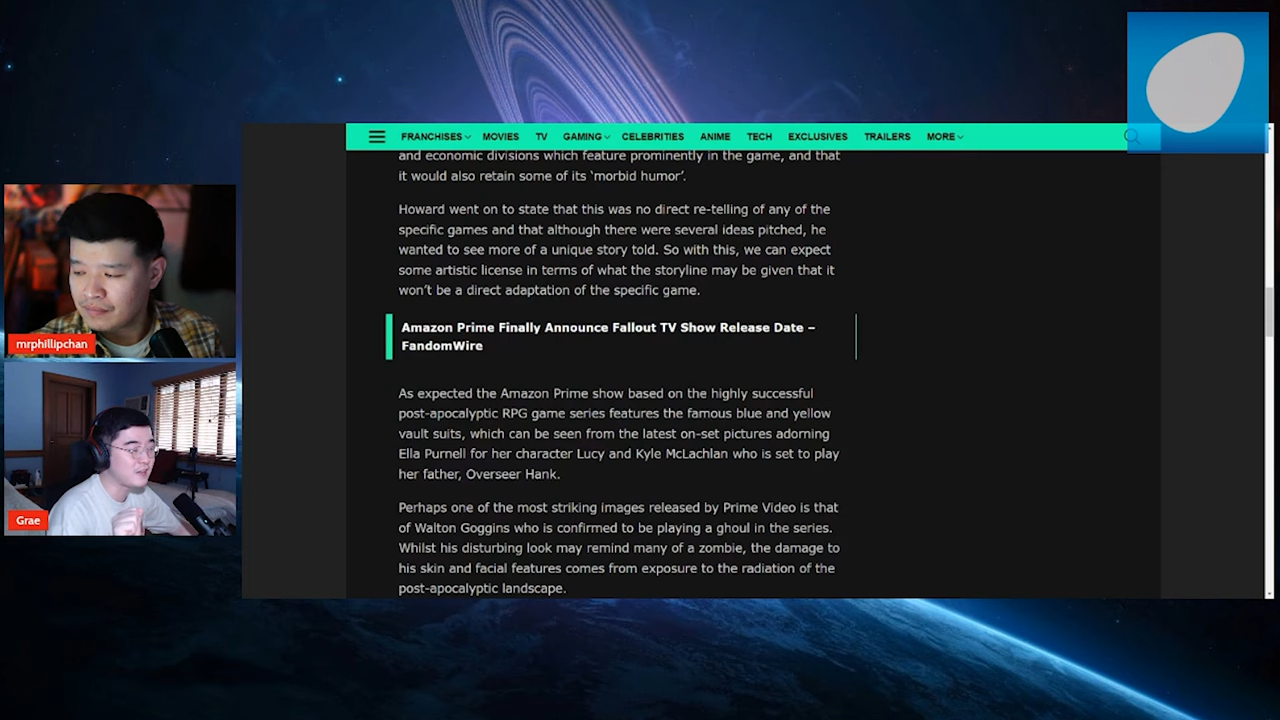 FRANCHISES MOVIES TV GAMING CELEBRITIES ANIME TECH EXCLUSIVES TRAILERS MORE
and economic divisions which feature prominently in the game, and that
it would also retain some of its ‘morbid humor’.
Howard went on to state that this was no direct re-telling of any of the
specific games and that although there were several ideas pitched, he
wanted to see more of a unique story told. So with this, we can expect
some artistic license in terms of what the storyline may be given that it
won’t be a direct adaptation of the specific game.
Amazon Prime Finally Announce Fallout TV Show Release Date –
FandomWire
As expected the Amazon Prime show based on the highly successful
post-apocalyptic RPG game series features the famous blue and yellow
vault suits, which can be seen from the latest on-set pictures adorning
Ella Purnell for her character Lucy and Kyle McLachlan who is set to play
her father, Overseer Hank.
Perhaps one of the most striking images released by Prime Video is that
of Walton Goggins who is confirmed to be playing a ghoul in the series.
Whilst his disturbing look may remind many of a zombie, the damage to
his skin and facial features comes from exposure to the radiation of the
post-apocalyptic landscape.
mrphillipchan
Grae